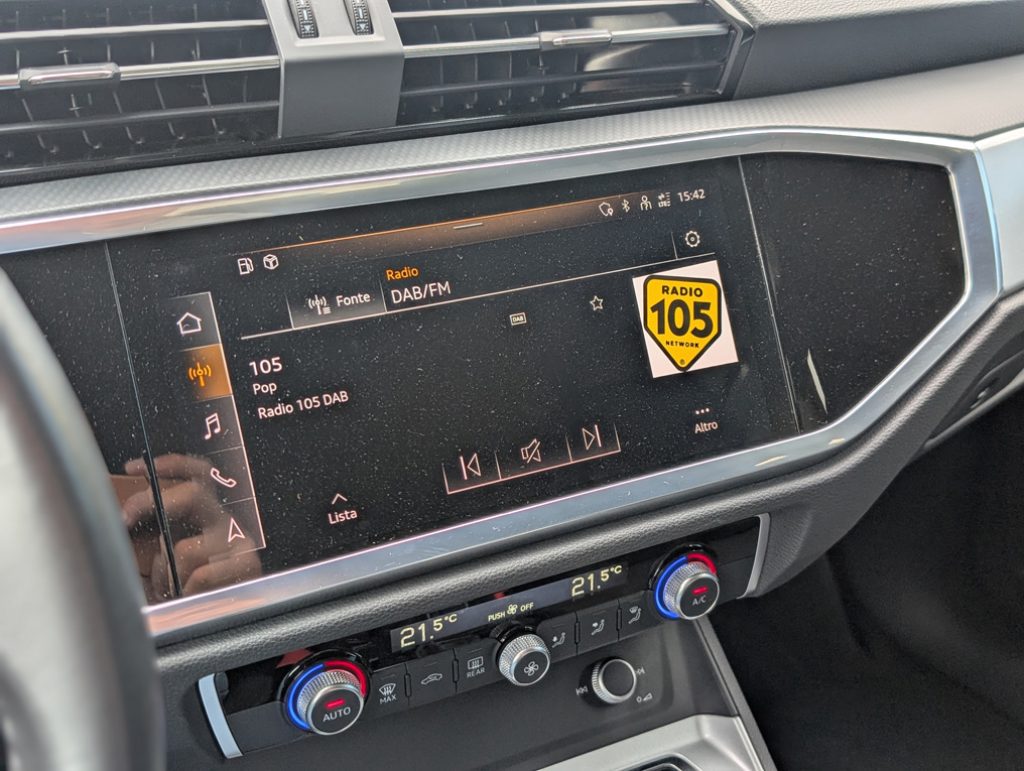 15:42
Radio
Fonte
DAB/FM
DAB
RADIO
105
NETWORK
105
Pop
Radio 105 DAB
Altro
Lista
21.5°C
PUSH OFF
21.5°C
A/C
REAR
MAX
AUTO